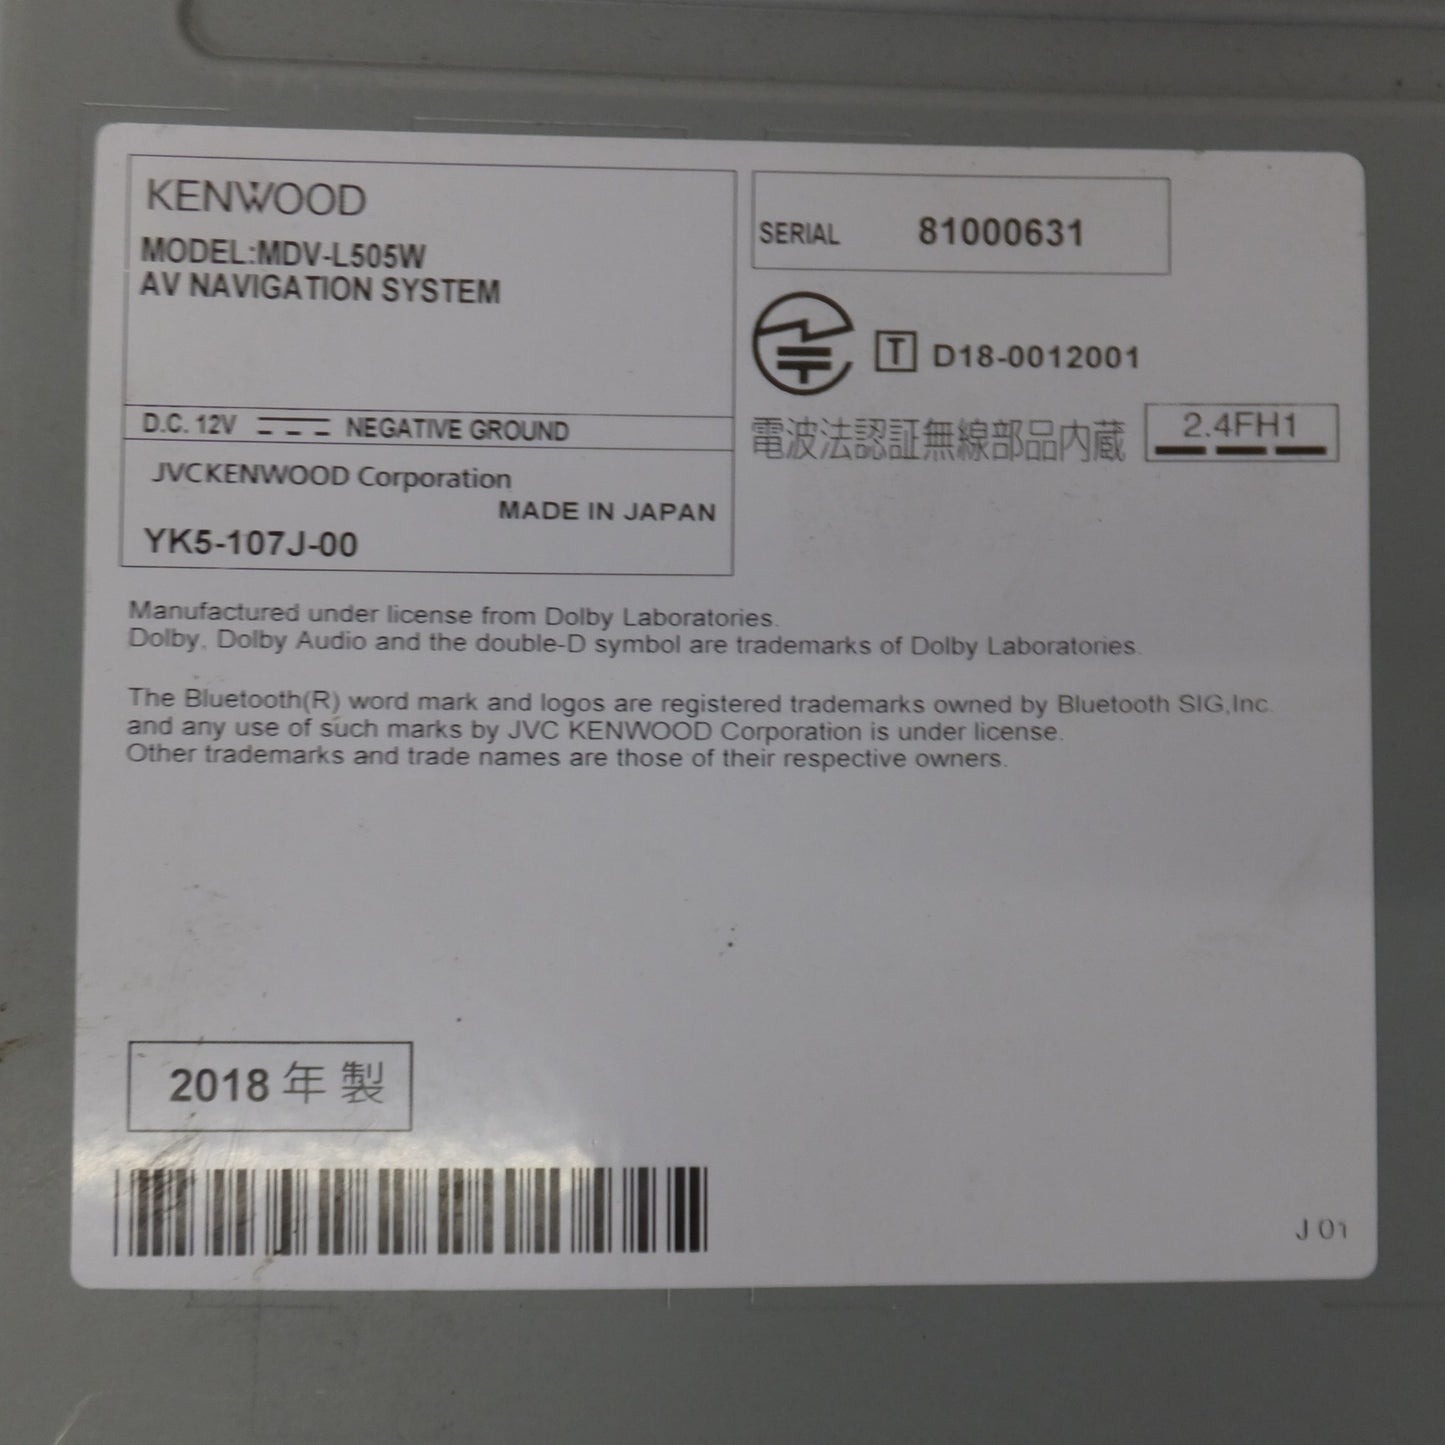 KENWOOD
MODEL:MDV-L505W
AV NAVIGATION SYSTEM
D.C. 12V NEGATIVE GROUND
JVCKENWOOD Corporation
MADE IN JAPAN
YK5-107J-00
SERIAL 81000631
T D18-0012001
電波法認証無線部品内蔵 2.4FH1
Manufactured under license from Dolby Laboratories.
Dolby, Dolby Audio and the double-D symbol are trademarks of Dolby Laboratories.
The Bluetooth(R) word mark and logos are registered trademarks owned by Bluetooth SIG,Inc.
and any use of such marks by JVC KENWOOD Corporation is under license.
Other trademarks and trade names are those of their respective owners.
2018 年 製
J 01